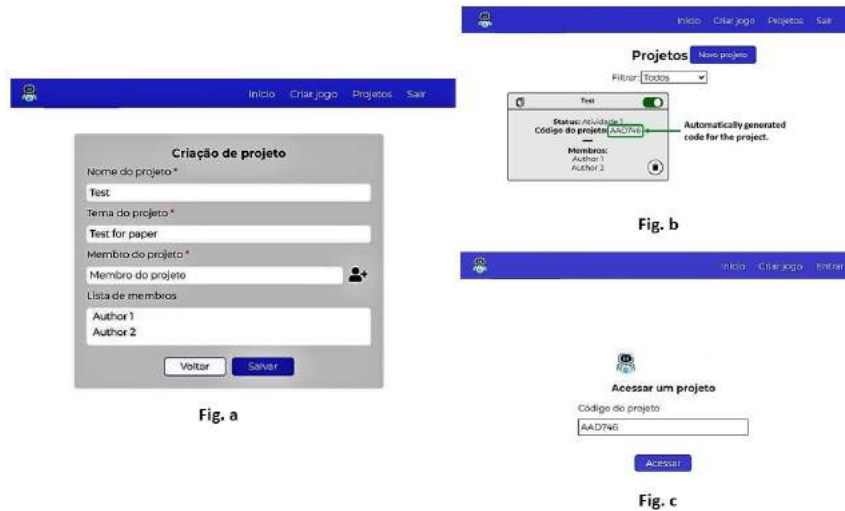 Início Criar jogo Projetos Sair
Criação de projeto
Nome do projeto *
Test
Tema do projeto *
Test for paper
Membro do projeto *
Membro do projeto
Lista de membros
Author 1
Author 2
Voltar Salvar
Fig. a
Início Criar jogo Projetos Sair
Projetos Novo projeto
Filtrar: Todos
Test
Status: Atividade 1
Código do projeto: AAD746
Membros:
Author 1
Author 2
Automatically generated
code for the project.
Fig. b
Início Criar jogo Entrar
Acessar um projeto
Código do projeto
AAD746
Acessar
Fig. c